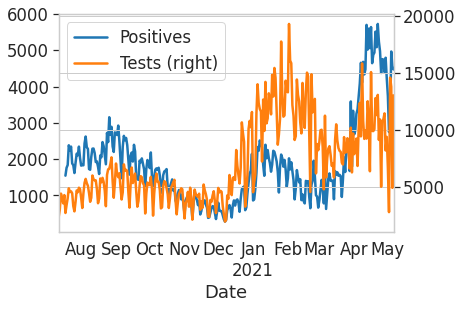 6000
5000
4000
3000
2000
1000
Positives
Tests (right)
20000
15000
10000
5000
Aug Sep Oct Nov Dec Jan Feb Mar Apr May
2021
Date